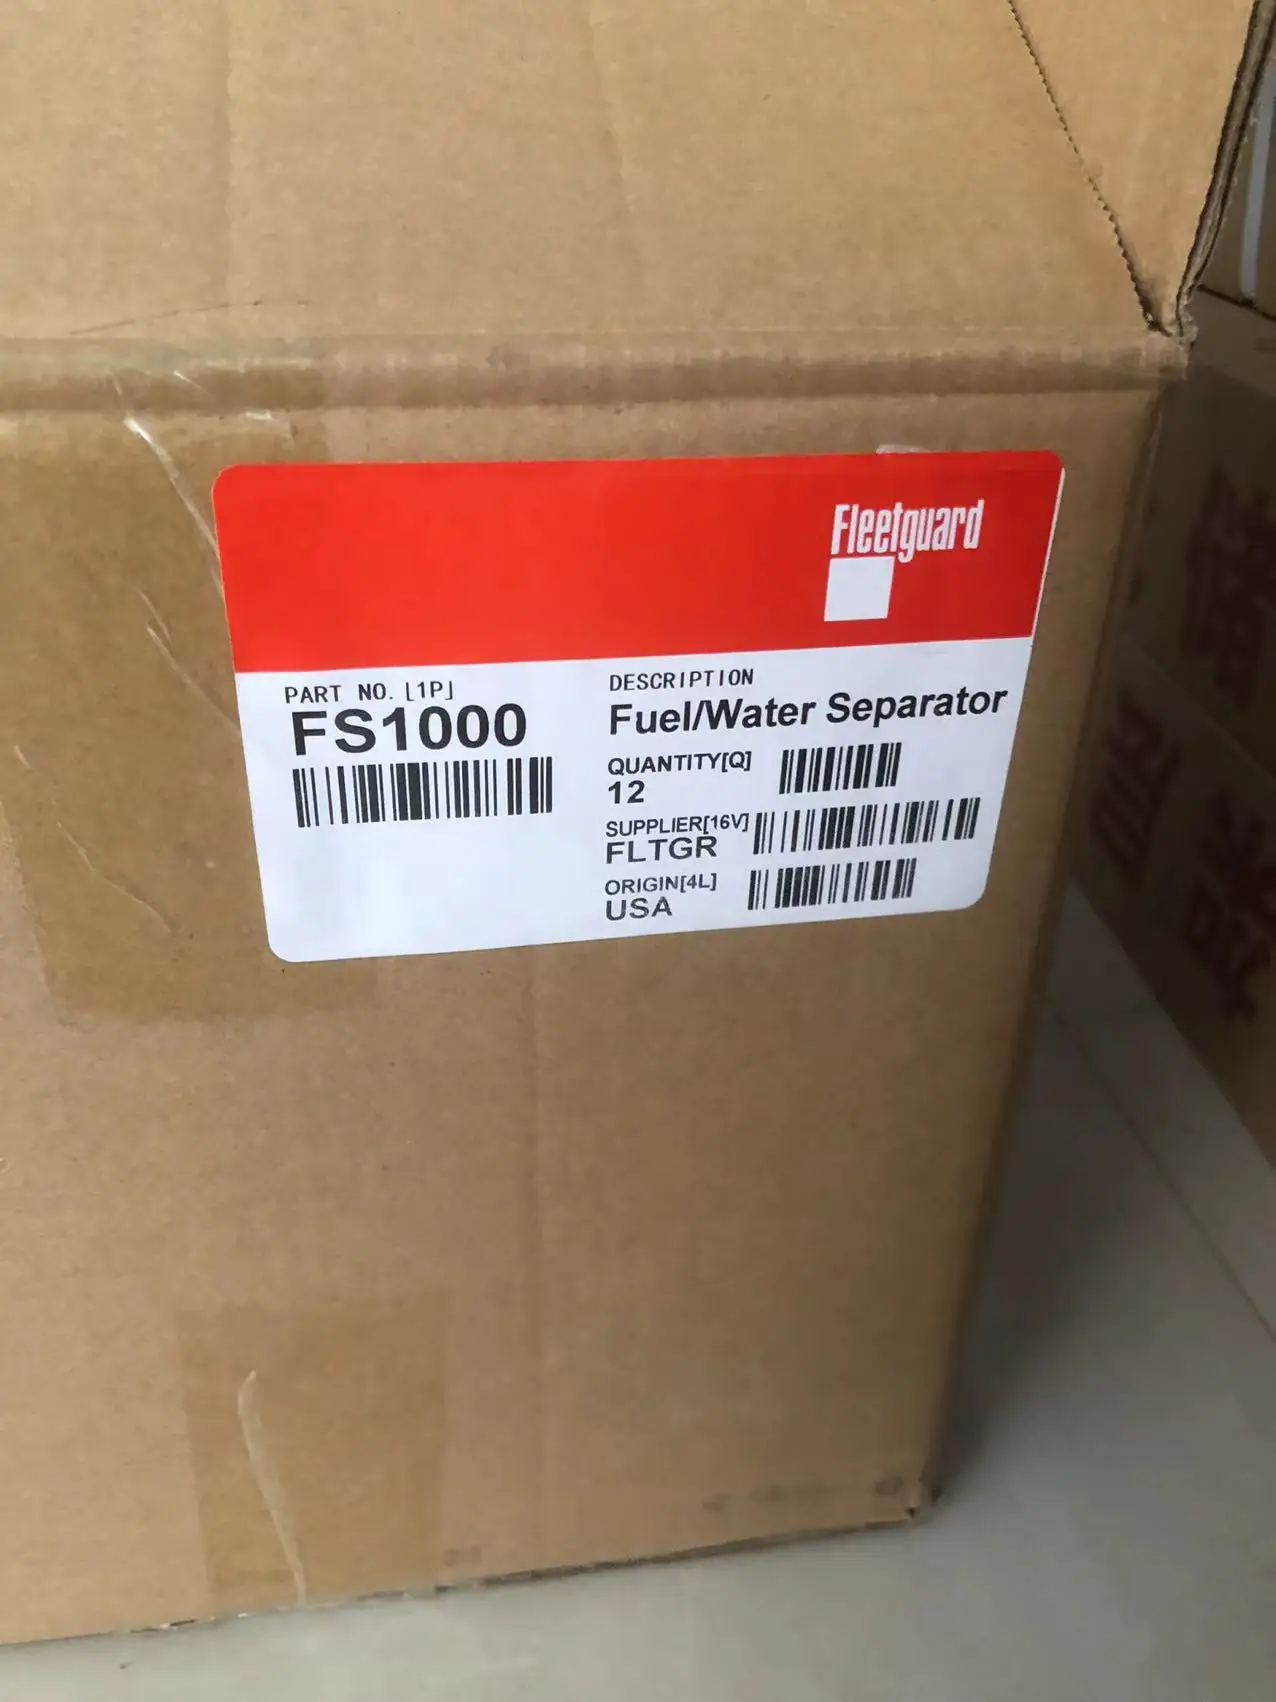 Fleetguard
PART NO. [1P]
FS1000
DESCRIPTION
Fuel/Water Separator
QUANTITY[Q]
12
SUPPLIER[16V]
FLTGR
ORIGIN[4L]
USA